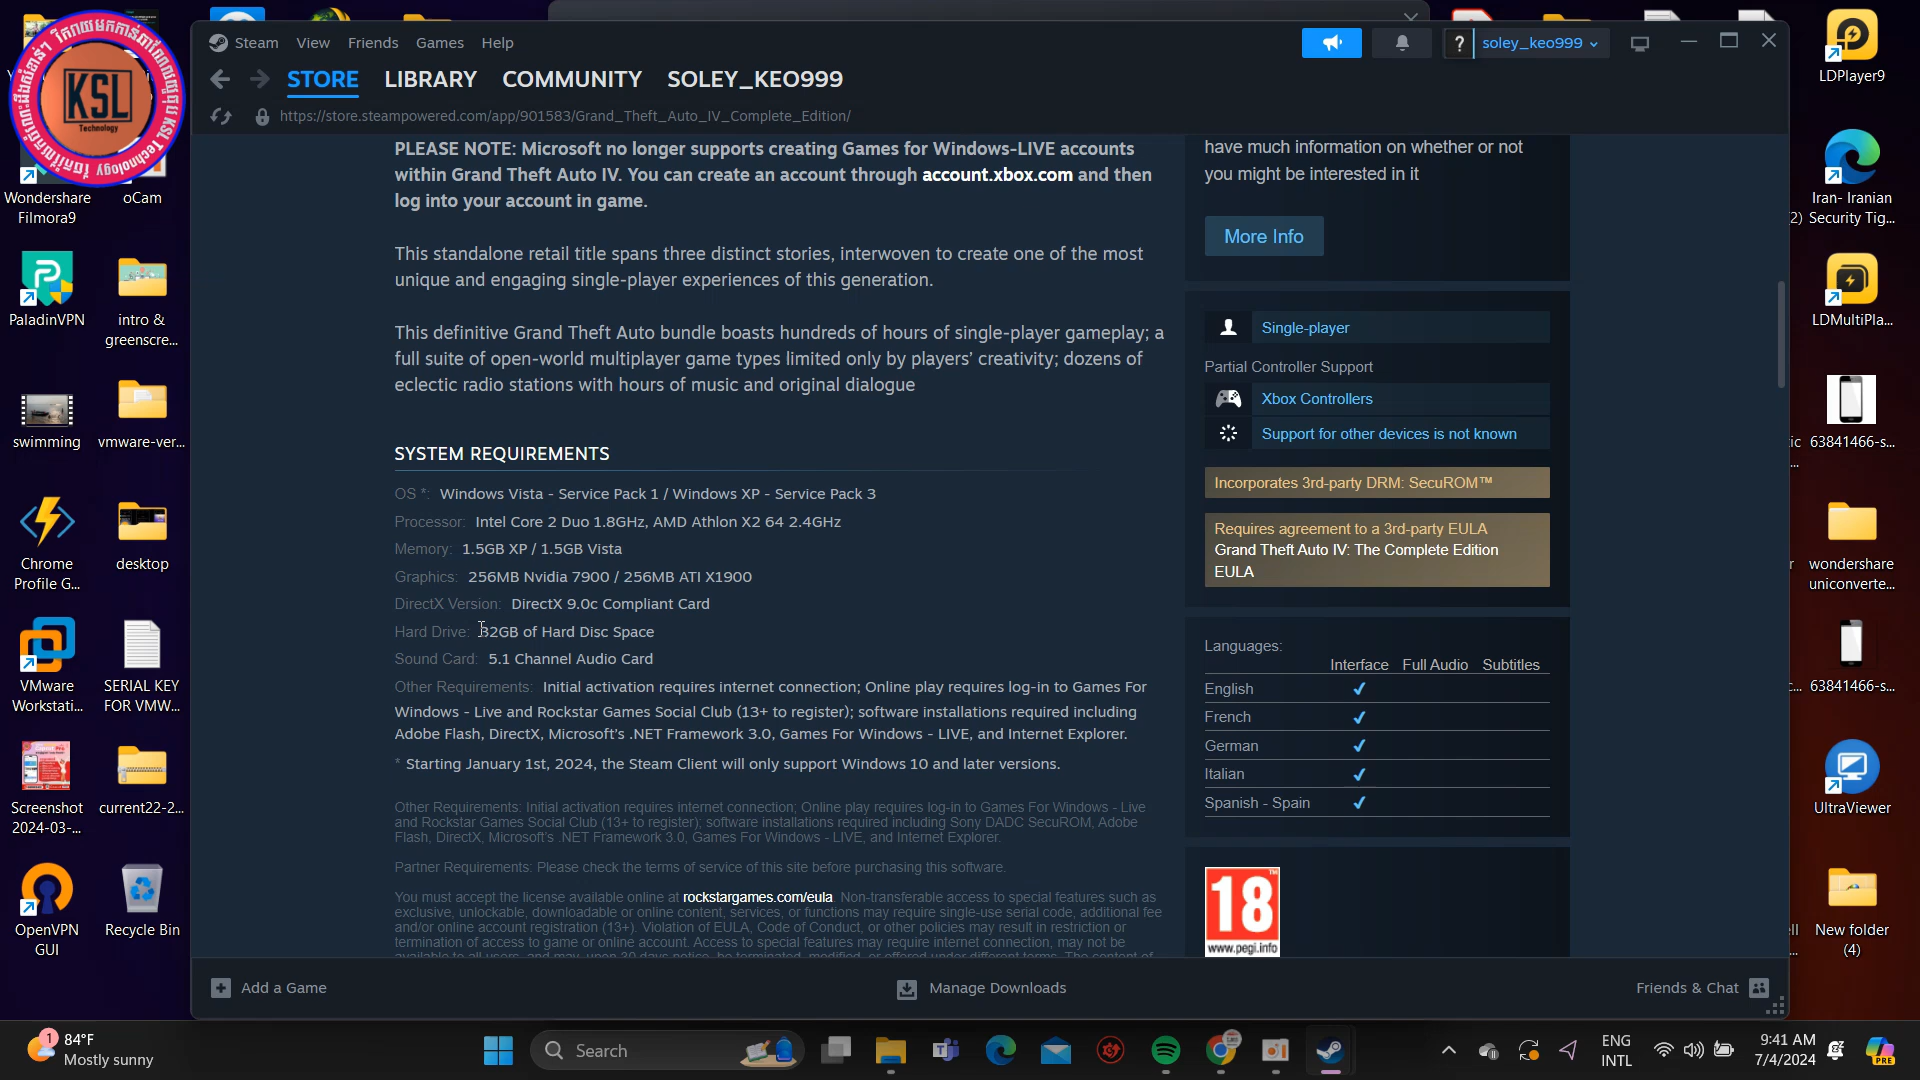 Steam View Friends Games Help
soley_keo999
STORE LIBRARY COMMUNITY SOLEY_KEO999
https://store.steampowered.com/app/901583/Grand_Theft_Auto_IV_Complete_Edition/
PLEASE NOTE: Microsoft no longer supports creating Games for Windows-LIVE accounts
within Grand Theft Auto IV. You can create an account through account.xbox.com and then
log into your account in game.
This standalone retail title spans three distinct stories, interwoven to create one of the most
unique and engaging single-player experiences of this generation.
This definitive Grand Theft Auto bundle boasts hundreds of hours of single-player gameplay; a
full suite of open-world multiplayer game types limited only by players' creativity; dozens of
eclectic radio stations with hours of music and original dialogue
SYSTEM REQUIREMENTS
OS *: Windows Vista - Service Pack 1 / Windows XP - Service Pack 3
Processor: Intel Core 2 Duo 1.8GHz, AMD Athlon X2 64 2.4GHz
Memory: 1.5GB XP / 1.5GB Vista
Graphics: 256MB Nvidia 7900 / 256MB ATI X1900
DirectX Version: DirectX 9.0c Compliant Card
Hard Drive: 32GB of Hard Disc Space
Sound Card: 5.1 Channel Audio Card
Other Requirements: Initial activation requires internet connection; Online play requires log-in to Games For
Windows - Live and Rockstar Games Social Club (13+ to register); software installations required including
Adobe Flash, DirectX, Microsoft's .NET Framework 3.0, Games For Windows - LIVE, and Internet Explorer.
* Starting January 1st, 2024, the Steam Client will only support Windows 10 and later versions.
Other Requirements: Initial activation requires internet connection; Online play requires log-in to Games For Windows - Live
and Rockstar Games Social Club (13+ to register); software installations required including Sony DADC SecuROM, Adobe
Flash, DirectX, Microsoft's .NET Framework 3.0, Games For Windows - LIVE, and Internet Explorer.
Partner Requirements: Please check the terms of service of this site before purchasing this software.
You must accept the license available online at rockstargames.com/eula. Non-transferable access to special features such as
exclusive, unlockable, downloadable or online content, services, or functions may require single-use serial code, additional fee
and/or online account registration (13+). Violation of EULA, Code of Conduct, or other policies may result in restriction or
termination of access to game or online account. Access to special features may require internet connection, may not be
have much information on whether or not
you might be interested in it
More Info
Single-player
Partial Controller Support
Xbox Controllers
Support for other devices is not known
Incorporates 3rd-party DRM: SecuROM™
Requires agreement to a 3rd-party EULA
Grand Theft Auto IV: The Complete Edition
EULA
Languages:
Interface Full Audio Subtitles
English
French
German
Italian
Spanish - Spain
18
www.pegi.info
Add a Game
Manage Downloads
Friends & Chat
KSL
Technology
Wondershare
Filmora9
oCam
PaladinVPN
intro &
greenscre...
swimming
vmware-ver...
Chrome
Profile G...
desktop
VMware
Workstati...
SERIAL KEY
FOR VMW...
Screenshot
2024-03-...
current22-2...
OpenVPN
GUI
Recycle Bin
LDPlayer9
Iran- Iranian
Security Tig...
LDMultiPla...
63841466-s...
wondershare
uniconverte...
63841466-s...
UltraViewer
New folder
(4)
84°F
Mostly sunny
Search
ENG
INTL
9:41 AM
7/4/2024